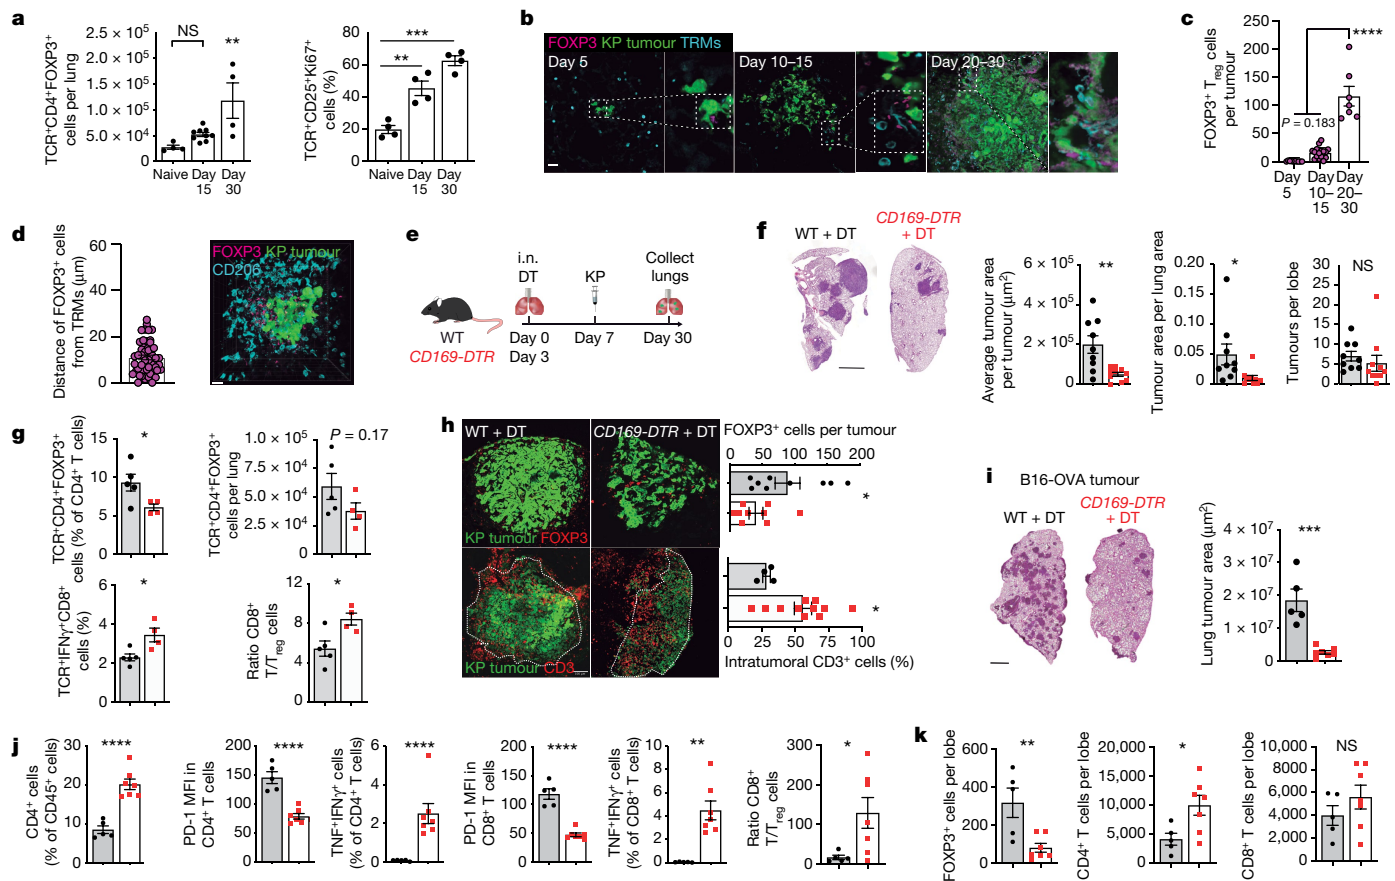 a
TCR⁺CD4⁺FOXP3⁺
cells per lung
2.5 × 10⁵
2.0 × 10⁵
1.5 × 10⁵
1.0 × 10⁵
5.0 × 10⁴
0
NS
**
Naive
Day
15
Day
30
TCR⁺CD25⁺Ki67⁺
cells (%)
80
60
40
20
0
***
**
Naive
Day
15
Day
30
b
FOXP3 KP tumour TRMs
Day 5
Day 10–15
Day 20–30
c
FOXP3⁺ Treg cells
per tumour
250
200
150
100
50
0
****
P = 0.183
Day
5
Day
10–
15
Day
20–
30
d
Distance of FOXP3⁺ cells
from TRMs (μm)
60
40
20
0
FOXP3 KP tumour
CD206
e
WT
CD169-DTR
i.n.
DT
KP
Collect
lungs
Day 0
Day 3
Day 7
Day 30
f
WT + DT
CD169-DTR
+ DT
Average tumour area
per tumour (μm²)
6 × 10⁵
4 × 10⁵
2 × 10⁵
0
**
Tumour area per lung area
0.20
0.15
0.10
0.05
0
*
Tumours per lobe
30
25
20
15
10
5
0
NS
g
TCR⁺CD4⁺FOXP3⁺
cells (% of CD4⁺ T cells)
15
10
5
0
*
TCR⁺CD4⁺FOXP3⁺
cells per lung
1.0 × 10⁵
7.5 × 10⁴
5.0 × 10⁴
2.5 × 10⁴
0
P = 0.17
TCR⁺IFNγ⁺CD8⁺
cells (%)
6
4
2
0
*
Ratio CD8⁺
T/Treg cells
12
8
4
0
*
h
WT + DT
CD169-DTR + DT
KP tumour FOXP3
KP tumour CD3
FOXP3⁺ cells per tumour
0
50
100
150
200
*
*
0
25
50
75
100
Intratumoral CD3⁺ cells (%)
i
B16-OVA tumour
WT + DT
CD169-DTR
+ DT
Lung tumour area (μm²)
4 × 10⁷
3 × 10⁷
2 × 10⁷
1 × 10⁷
0
***
j
CD4⁺ cells
(% of CD45⁺ cells)
30
20
10
0
****
PD-1 MFI in
CD4⁺ T cells
200
150
100
50
0
****
TNF⁺IFNγ⁺ cells
(% of CD4⁺ T cells)
6
4
2
0
****
PD-1 MFI in
CD8⁺ T cells
200
150
100
50
0
****
TNF⁺IFNγ⁺ cells
(% of CD8⁺ T cells)
10
8
6
4
2
0
**
Ratio CD8⁺
T/Treg cells
300
200
100
0
*
k
FOXP3⁺ cells per lobe
600
400
200
0
**
CD4⁺ T cells per lobe
20,000
15,000
10,000
5,000
0
*
CD8⁺ T cells per lobe
10,000
8,000
6,000
4,000
2000
0
NS